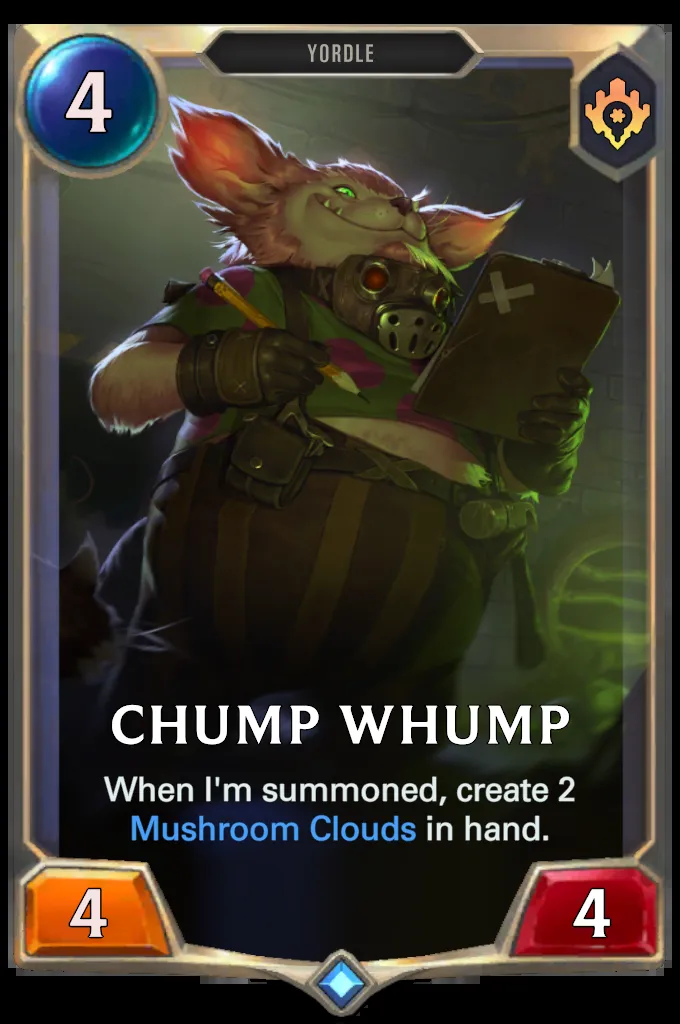 YORDLE
4
CHUMP WHUMP
When I'm summoned, create 2
Mushroom Clouds in hand.
4
4